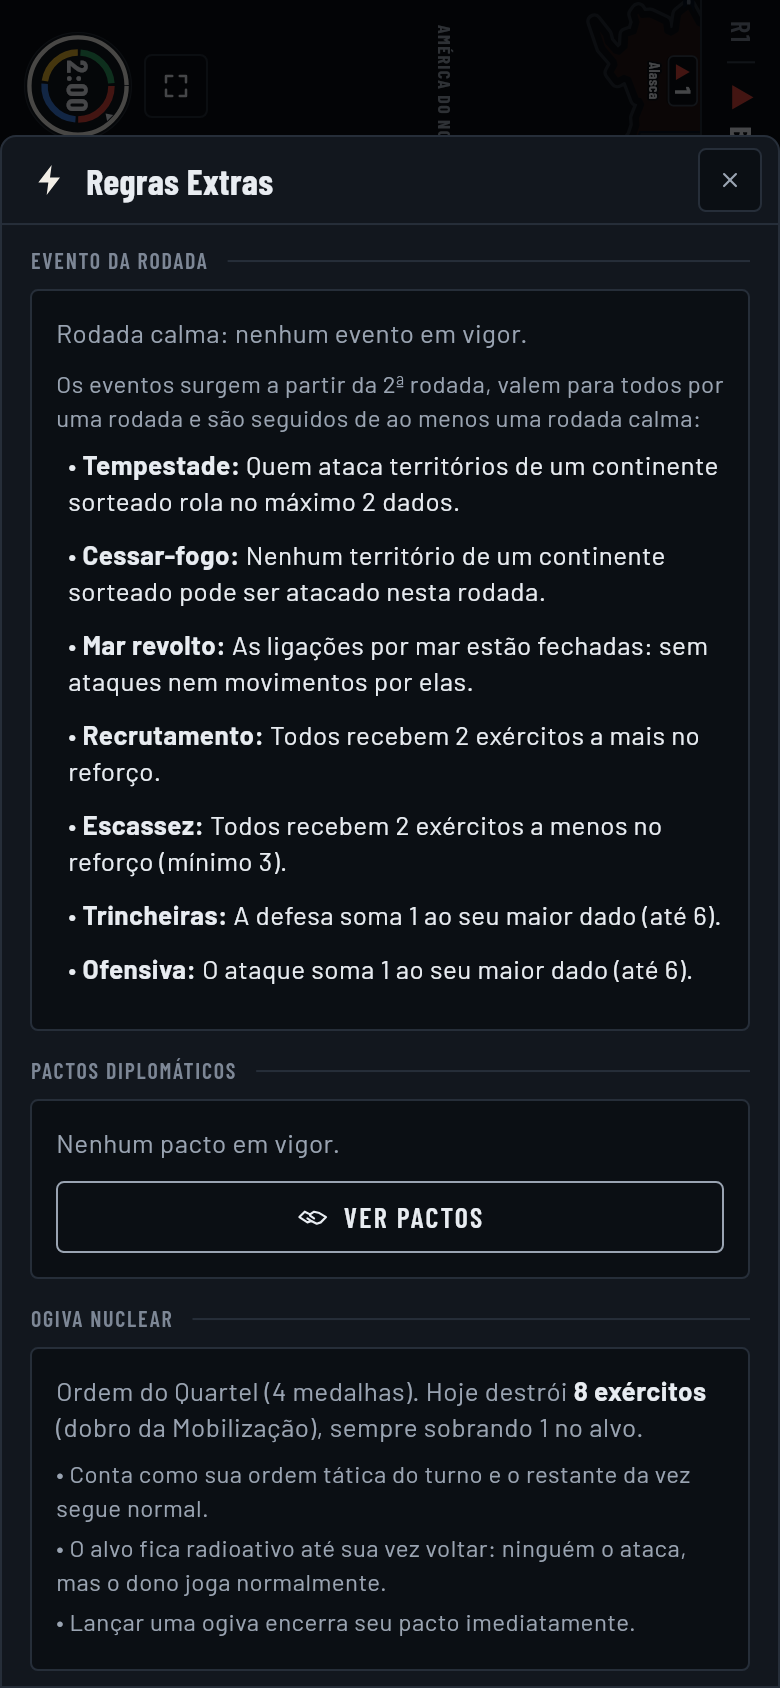 2:00
AMÉRICA DO NO
Alasca
1
R1
Regras Extras
EVENTO DA RODADA
Rodada calma: nenhum evento em vigor.
Os eventos surgem a partir da 2ª rodada, valem para todos por
uma rodada e são seguidos de ao menos uma rodada calma:
• Tempestade: Quem ataca territórios de um continente
sorteado rola no máximo 2 dados.
• Cessar-fogo: Nenhum território de um continente
sorteado pode ser atacado nesta rodada.
• Mar revolto: As ligações por mar estão fechadas: sem
ataques nem movimentos por elas.
• Recrutamento: Todos recebem 2 exércitos a mais no
reforço.
• Escassez: Todos recebem 2 exércitos a menos no
reforço (mínimo 3).
• Trincheiras: A defesa soma 1 ao seu maior dado (até 6).
• Ofensiva: O ataque soma 1 ao seu maior dado (até 6).
PACTOS DIPLOMÁTICOS
Nenhum pacto em vigor.
VER PACTOS
OGIVA NUCLEAR
Ordem do Quartel (4 medalhas). Hoje destrói 8 exércitos
(dobro da Mobilização), sempre sobrando 1 no alvo.
• Conta como sua ordem tática do turno e o restante da vez
segue normal.
• O alvo fica radioativo até sua vez voltar: ninguém o ataca,
mas o dono joga normalmente.
• Lançar uma ogiva encerra seu pacto imediatamente.